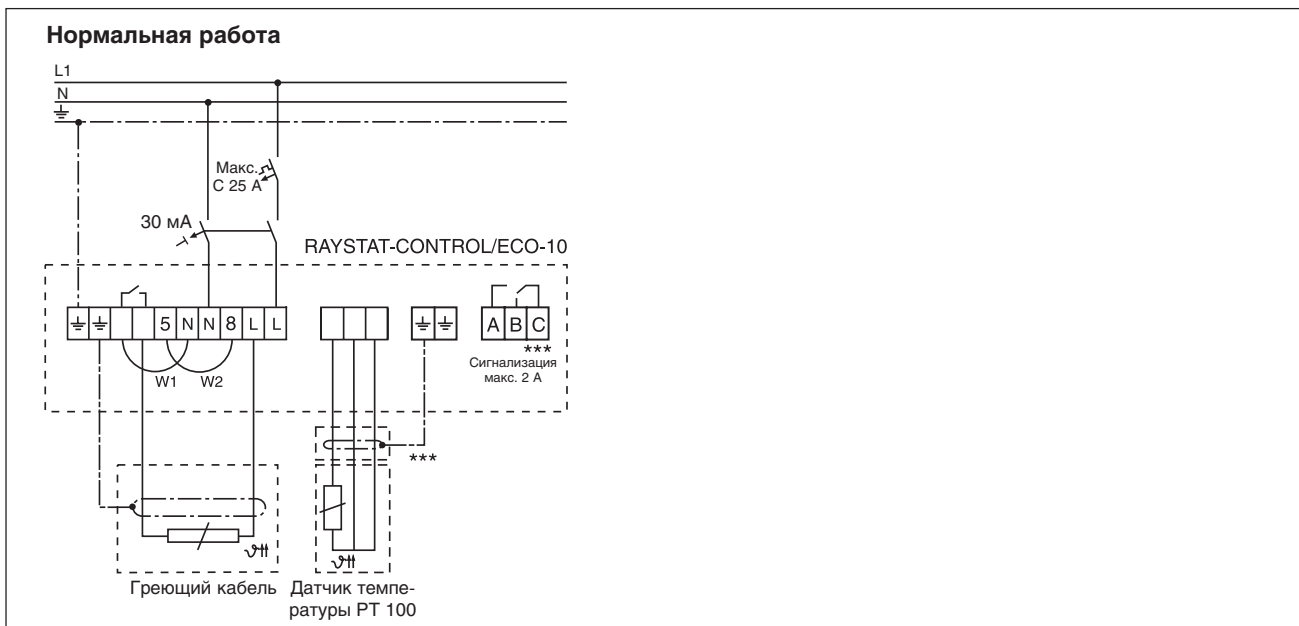 Нормальная работа
L1
N
Макс.
C 25 А
30 мА
RAYSTAT-CONTROL/ECO-10
5 N N 8 L L
A B C
***
Сигнализация
макс. 2 А
W1 W2
***
Греющий кабель
Датчик темпе-
ратуры РТ 100